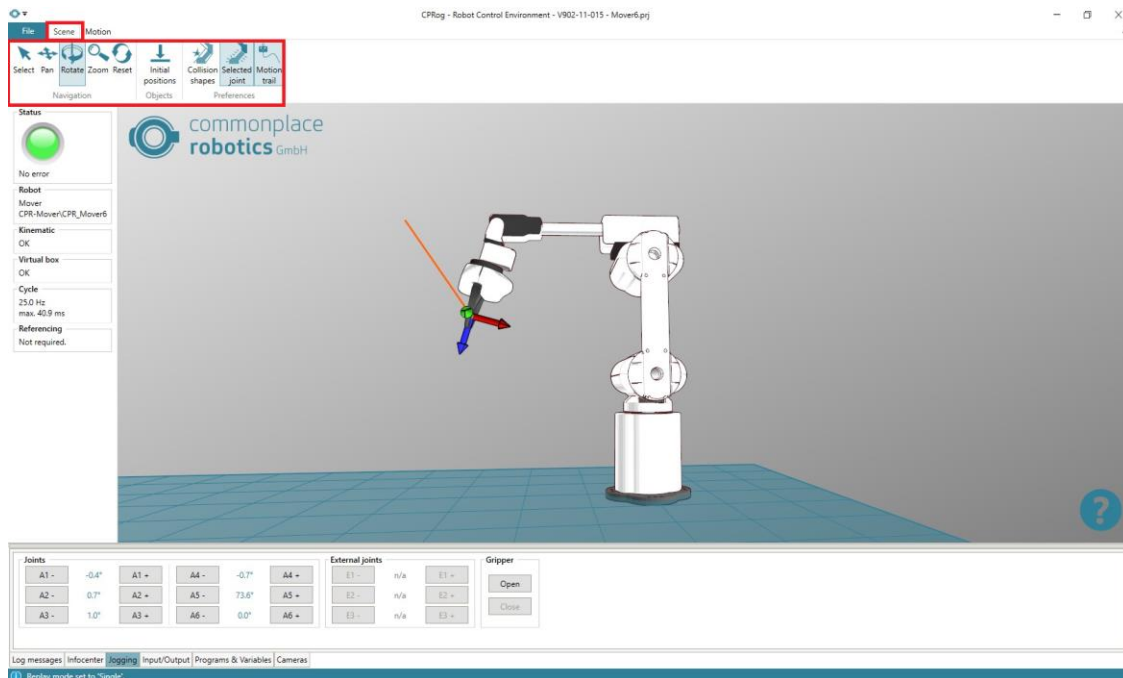 CPRog - Robot Control Environment - V902-11-015 - Mover6.prj
File Scene Motion
Select Pan Rotate Zoom Reset Initial positions Collision shapes Selected joint Motion trail
Navigation Objects Preferences
Status
No error
Robot
Mover
CPR-Mover\CPR_Mover6
Kinematic
OK
Virtual box
OK
Cycle
25.0 Hz
max. 40.9 ms
Referencing
Not required.
commonplace
robotics GmbH
?
Joints External joints Gripper
A1 - -0.4° A1 + A4 - -0.7° A4 + E1 - n/a E1 + Open
A2 - 0.7° A2 + A5 - 73.6° A5 + E2 - n/a E2 + Close
A3 - 1.0° A3 + A6 - 0.0° A6 + E3 - n/a E3 +
Log messages Infocenter Jogging Input/Output Programs & Variables Cameras
Replay mode set to 'Single'